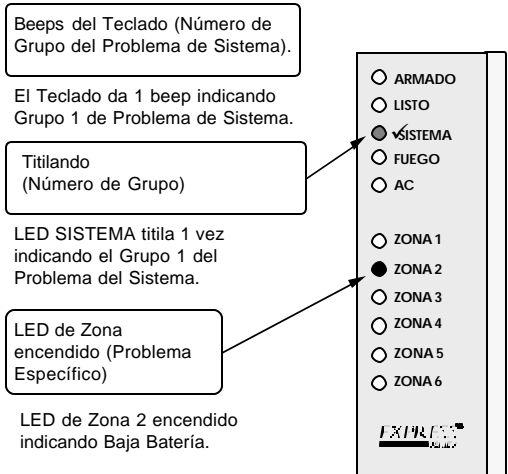 Beeps del Teclado (Número de
Grupo del Problema de Sistema).
El Teclado da 1 beep indicando
Grupo 1 de Problema de Sistema.
Titilando
(Número de Grupo)
LED SISTEMA titila 1 vez
indicando el Grupo 1 del
Problema del Sistema.
LED de Zona
encendido (Problema
Específico)
LED de Zona 2 encendido
indicando Baja Batería.
ARMADO
LISTO
SISTEMA
FUEGO
AC
ZONA 1
ZONA 2
ZONA 3
ZONA 4
ZONA 5
ZONA 6